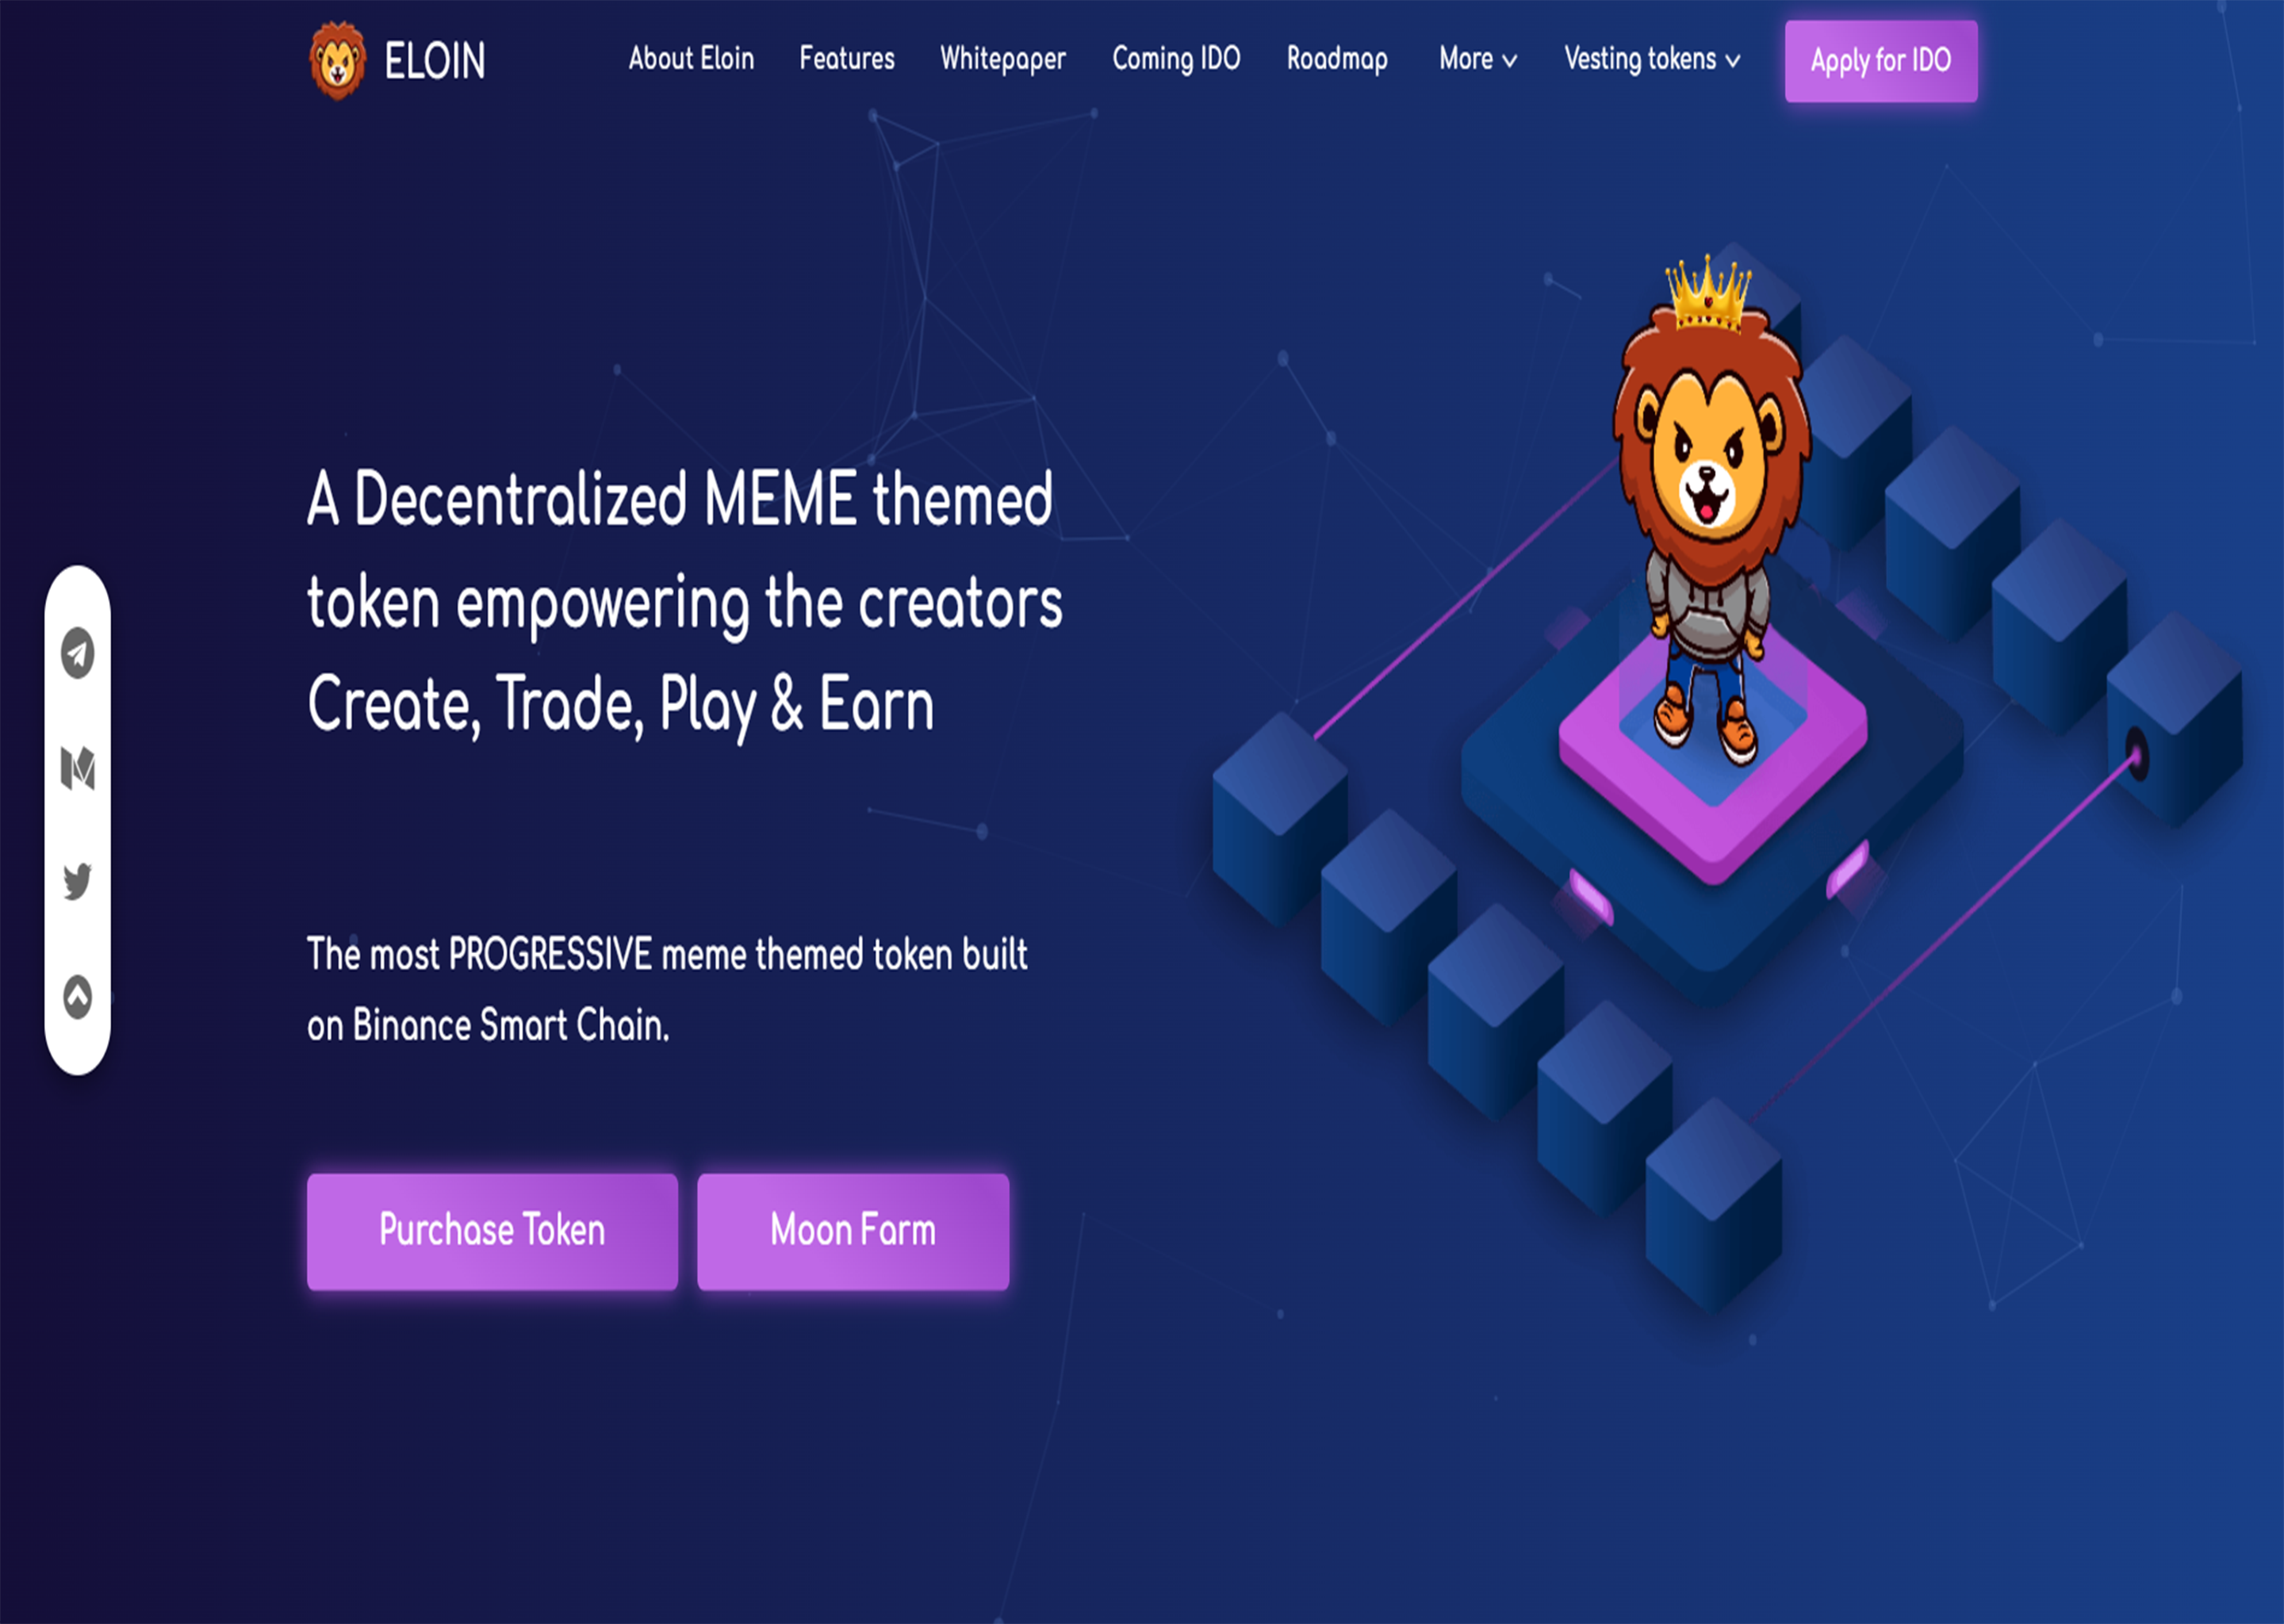 ELOIN
About Eloin
Features
Whitepaper
Coming IDO
Roadmap
More
Vesting tokens
Apply for IDO
A Decentralized MEME themed
token empowering the creators
Create, Trade, Play & Earn
The most PROGRESSIVE meme themed token built
on Binance Smart Chain.
Purchase Token
Moon Farm